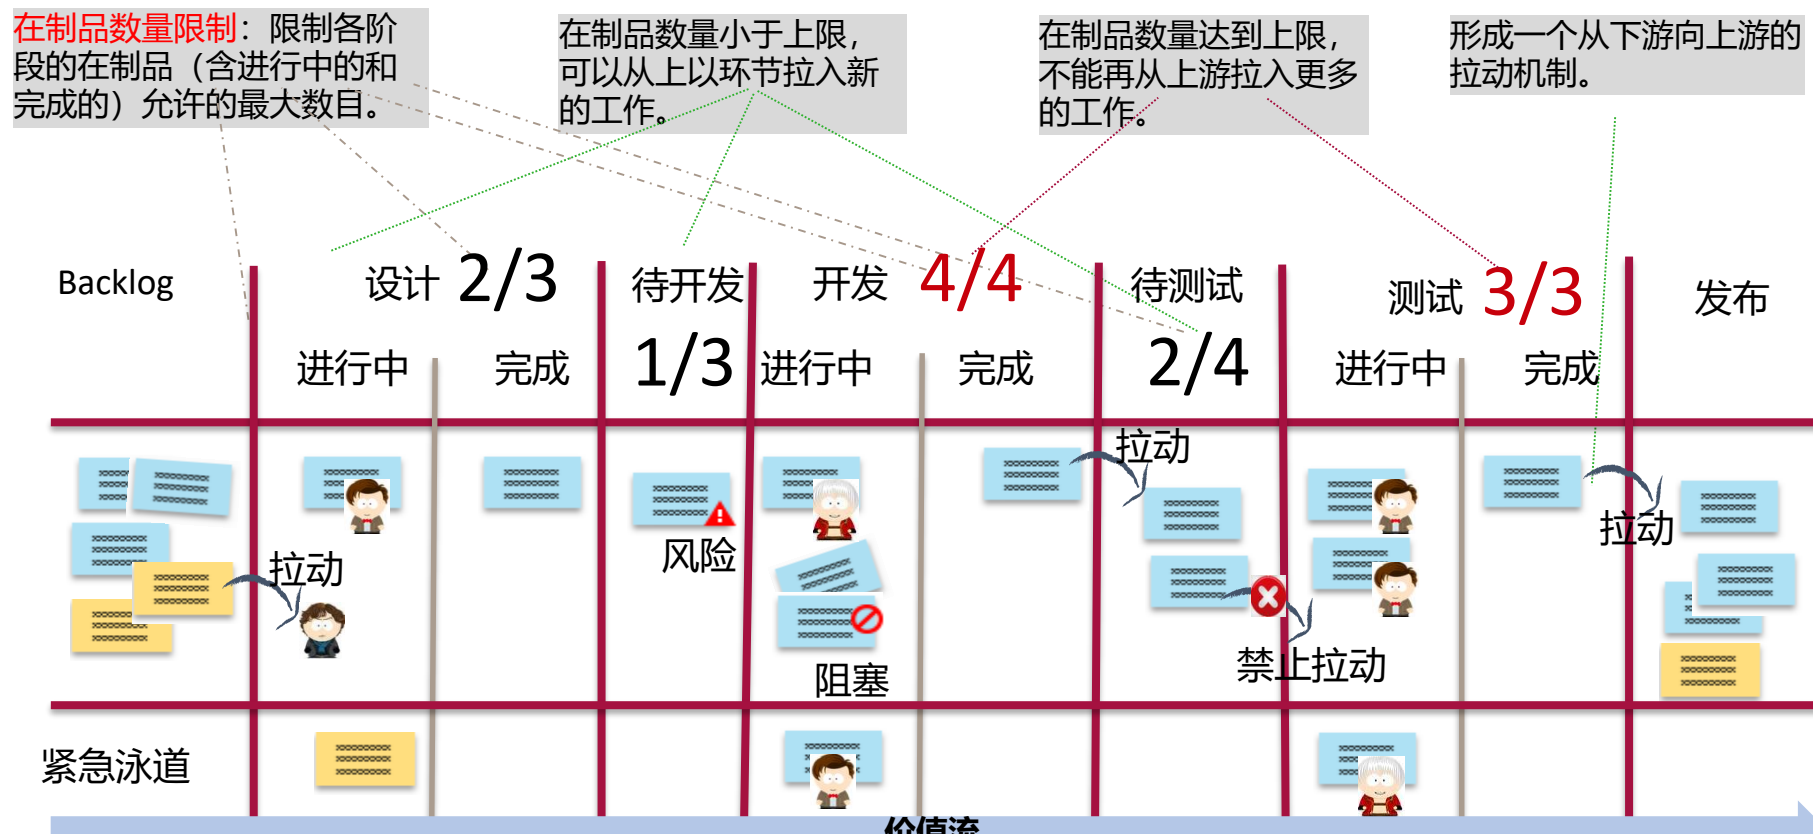 在制品数量限制：限制各阶
段的在制品（含进行中的和
完成的）允许的最大数目。
在制品数量小于上限，
可以从上以环节拉入新
的工作。
在制品数量达到上限，
不能再从上游拉入更多
的工作。
形成一个从下游向上游的
拉动机制。
Backlog
设计 2/3
待开发
1/3
开发 4/4
待测试
2/4
测试 3/3
发布
进行中
完成
进行中
完成
进行中
完成
拉动
风险
阻塞
拉动
禁止拉动
拉动
紧急泳道
价值流